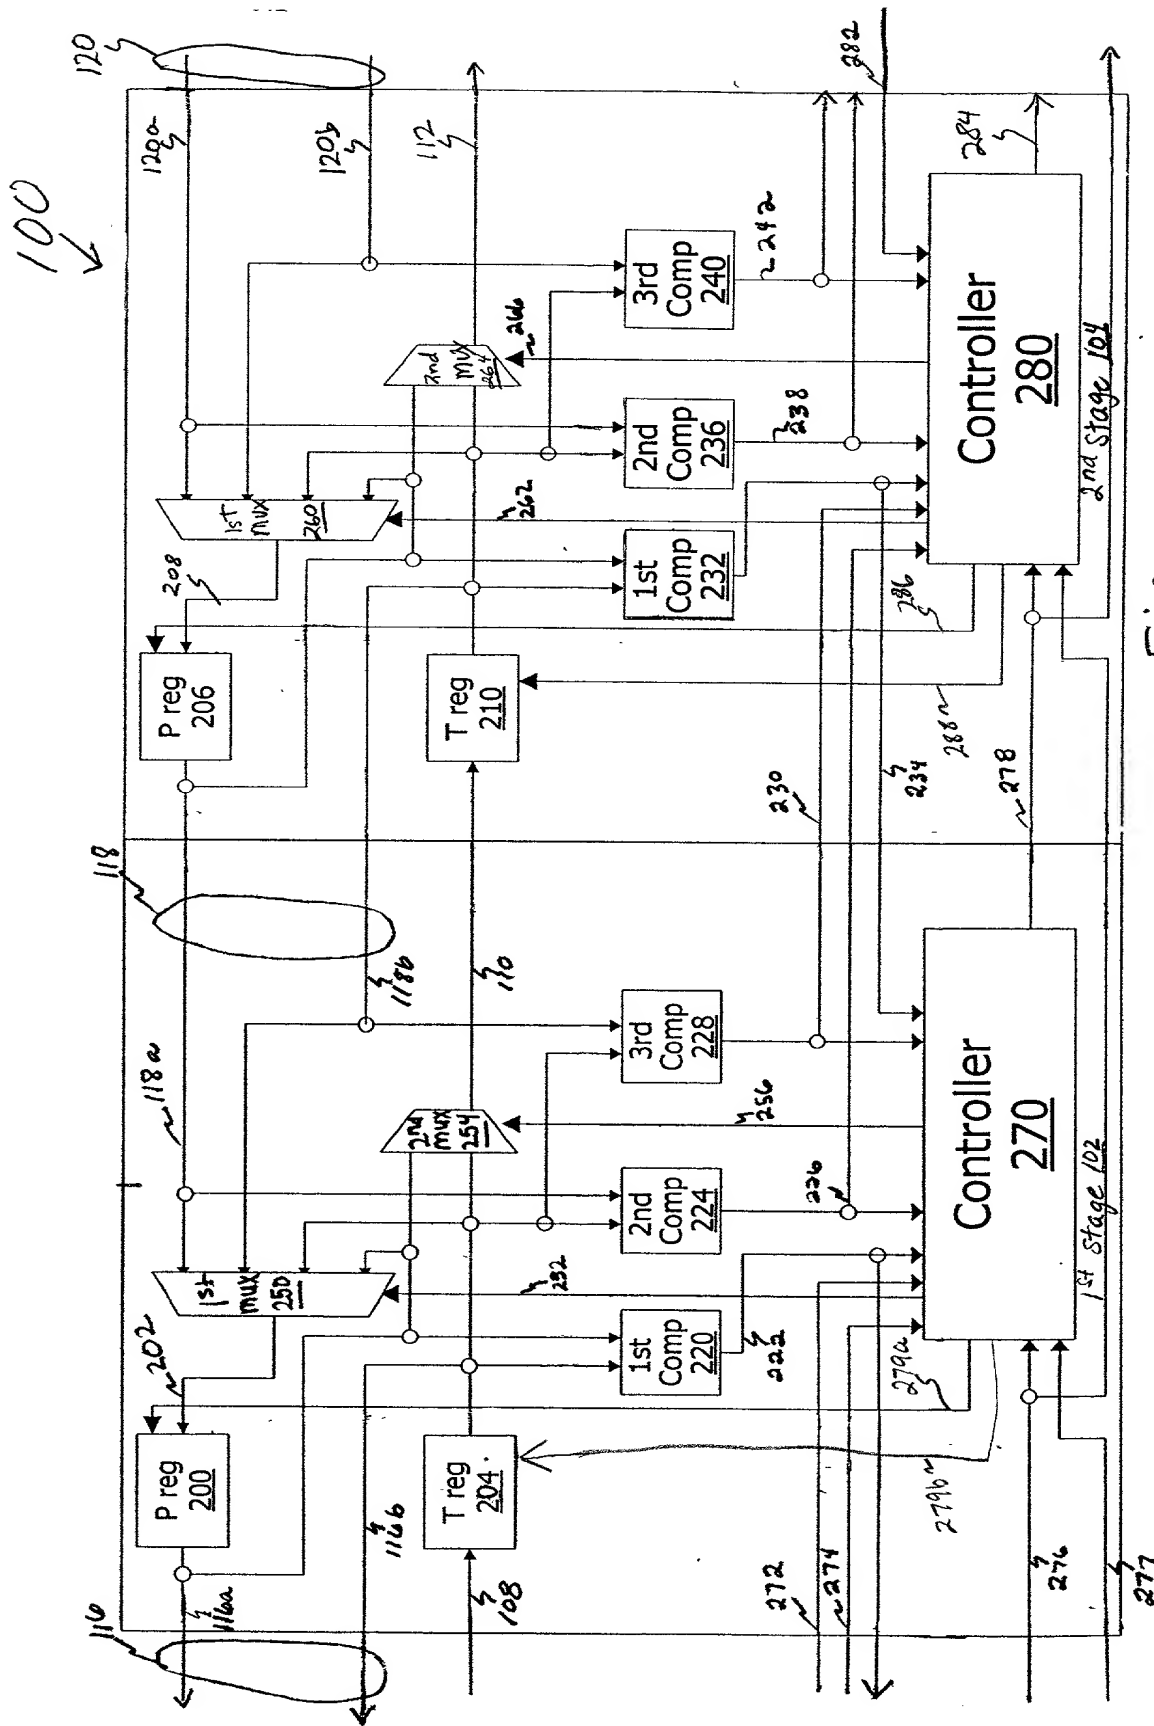 100
120
120a
120b
112
282
284
3rd
Comp
240
242
2nd
mux
264
266
1st
mux
260
262
2nd
Comp
236
238
1st
Comp
232
Controller
280
2nd Stage 104
208
P reg
206
T reg
210
286
288
230
234
278
118
118a
118b
110
3rd
Comp
228
2nd
mux
254
256
1st
mux
250
252
2nd
Comp
224
226
1st
Comp
220
222
Controller
270
1st Stage 102
202
P reg
200
T reg
204
279a
279b
116
116a
116b
108
272
274
276
277